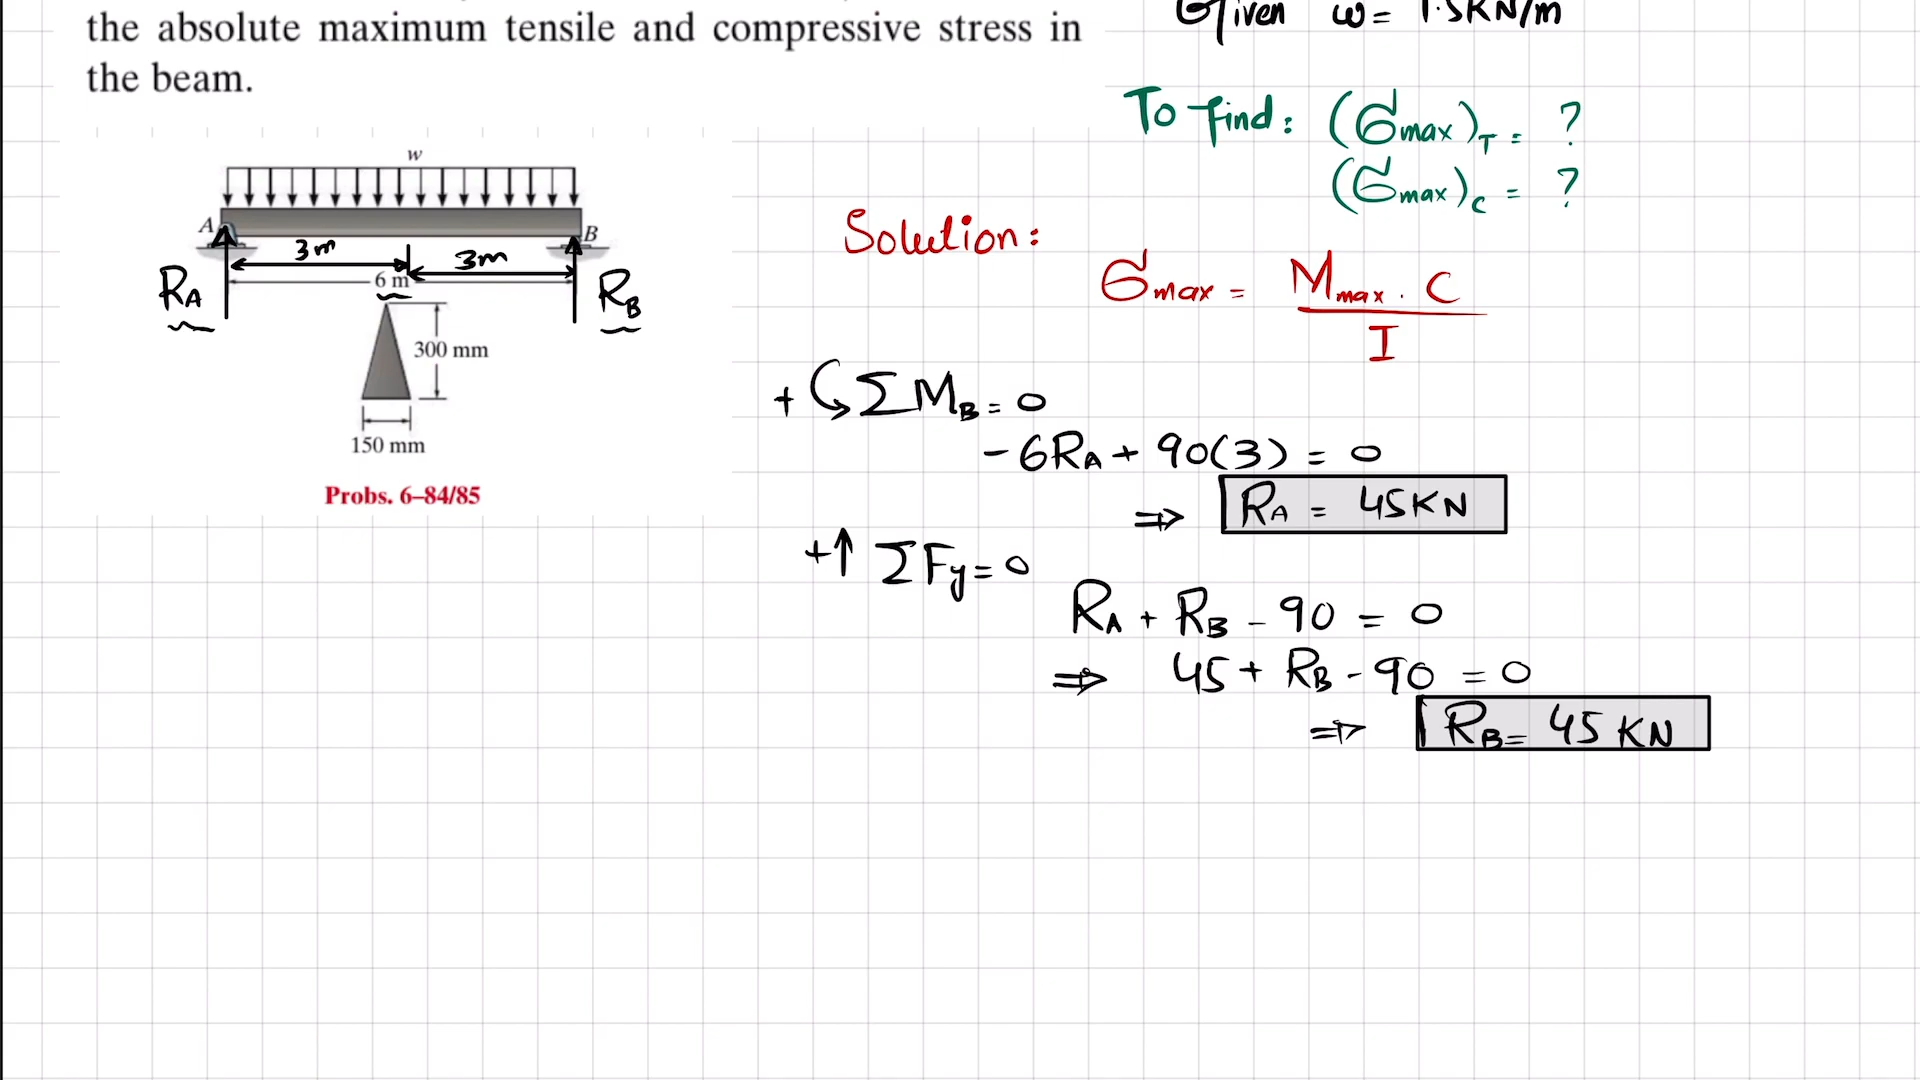 the absolute maximum tensile and compressive stress in
the beam.
Given w = 1.5KN/m
To find: (σmax)T = ?
(σmax)c = ?
w
A
B
3m
3m
6 m
RA
RB
300 mm
150 mm
Probs. 6–84/85
Solution:
σmax = Mmax . C
I
+ ΣMB = 0
-6RA + 90(3) = 0
⇒ RA = 45KN
+↑ ΣFy = 0
RA + RB - 90 = 0
⇒ 45 + RB - 90 = 0
⇒ RB = 45 KN